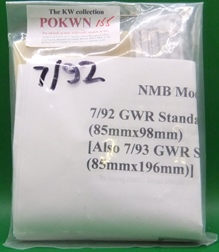 The KW collection
POKWN 155
7/92
NMB Mo
7/92 GWR Standa
(85mmx98mm)
[Also 7/93 GWR S
(85mmx196mm)]